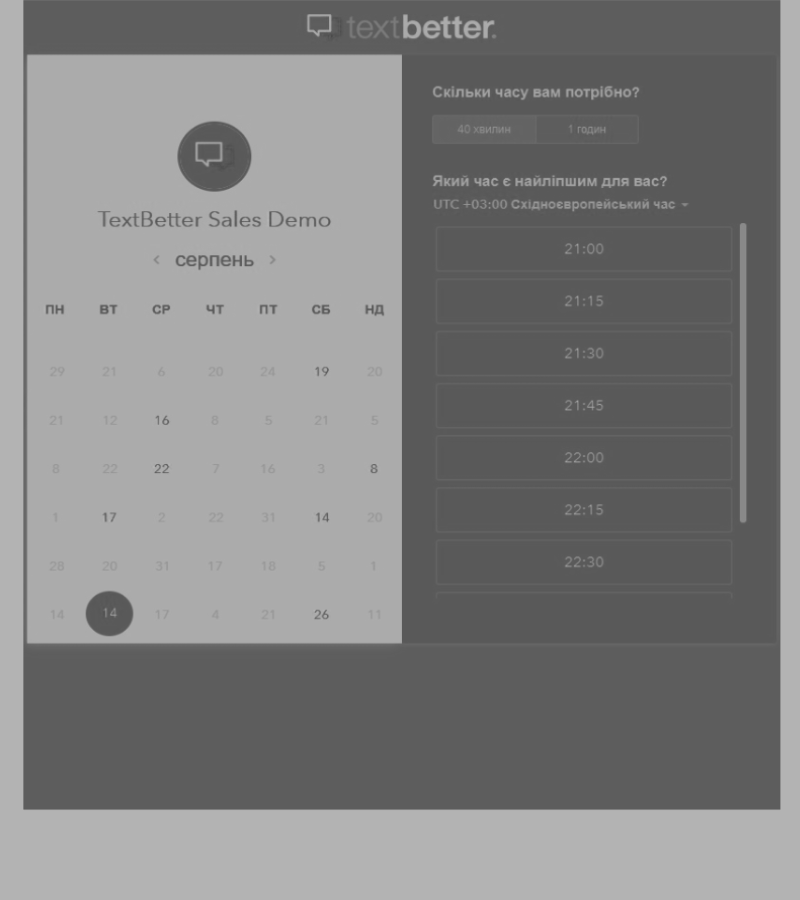 textbetter.
TextBetter Sales Demo
< серпень >
ПН ВТ СР ЧТ ПТ СБ НД
29 21 6 20 24 19 20
21 12 16 8 5 21 5
8 22 22 7 16 3 8
1 17 2 22 31 14 20
28 20 31 17 18 5 1
14 14 17 4 21 26 11
Скільки часу вам потрібно?
40 хвилин 1 годин
Який час є найліпшим для вас?
UTC +03:00 Східноєвропейський час
21:00
21:15
21:30
21:45
22:00
22:15
22:30